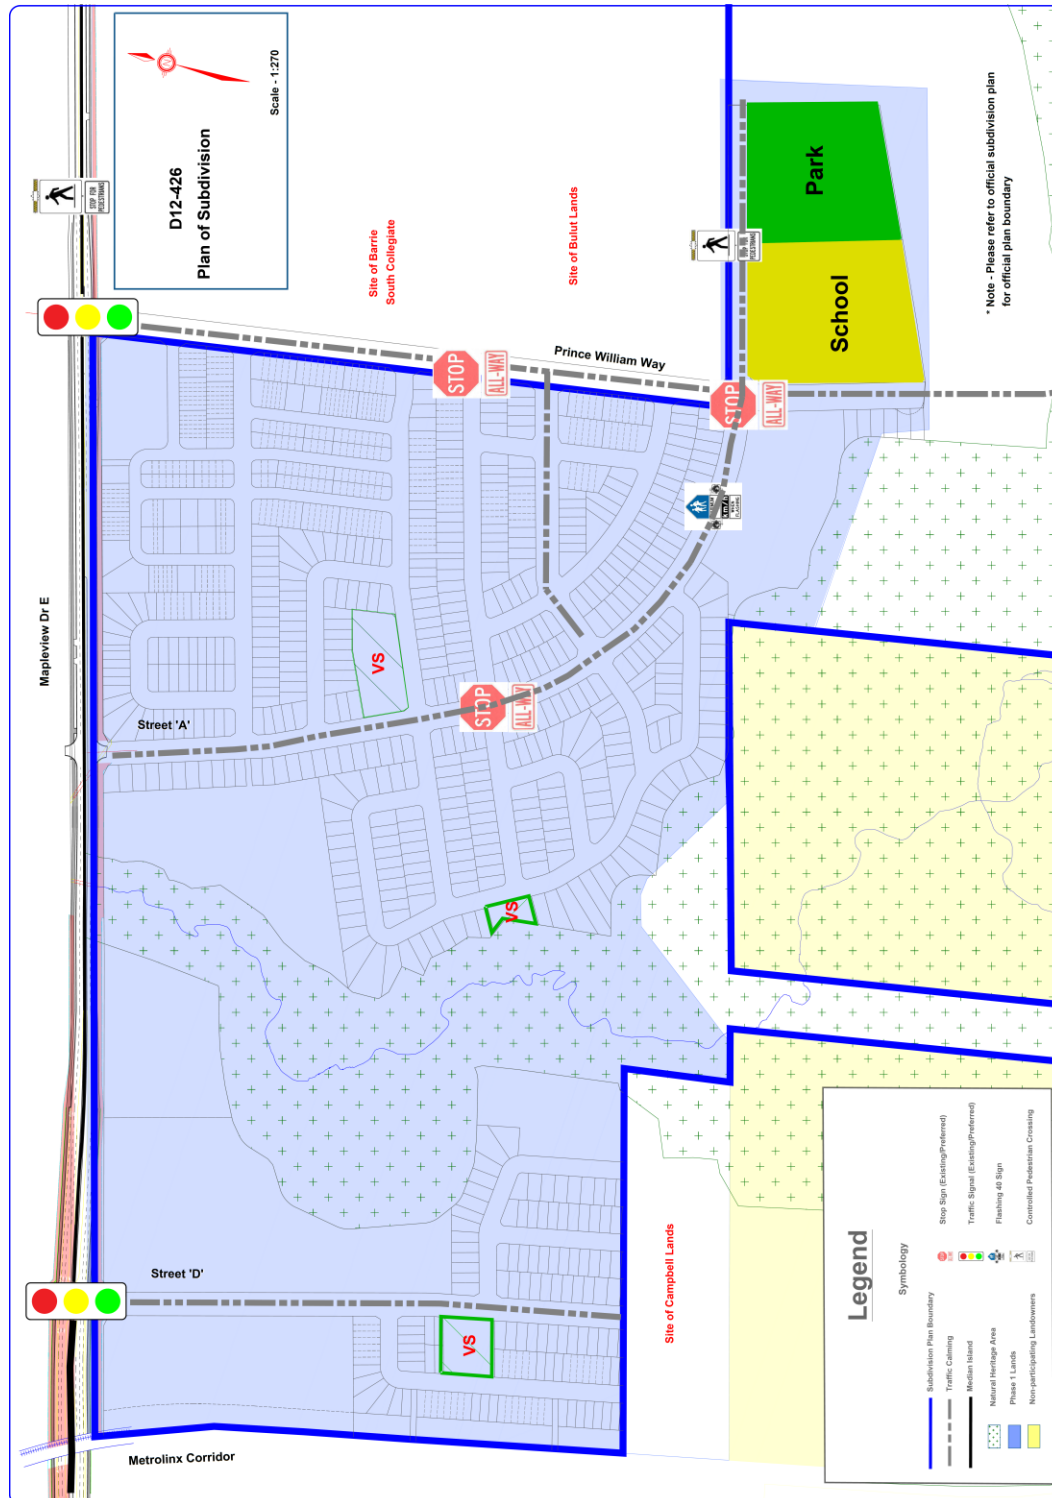 D12-426
Plan of Subdivision
Scale - 1:270
STOP FOR
PEDESTRIANS
Site of Barrie
South Collegiate
Site of Bulut Lands
Park
School
* Note - Please refer to official subdivision plan
for official plan boundary
STOP
ALL-WAY
Prince William Way
STOP
ALL-WAY
Mapleview Dr E
VS
STOP
ALL-WAY
Street 'A'
VS
Street 'D'
VS
Site of Campbell Lands
Metrolinx Corridor
Legend
Symbology
Subdivision Plan Boundary
Traffic Calming
Median Island
Natural Heritage Area
Phase 1 Lands
Non-participating Landowners
Stop Sign (Existing/Preferred)
Traffic Signal (Existing/Preferred)
Flashing 40 Sign
Controlled Pedestrian Crossing